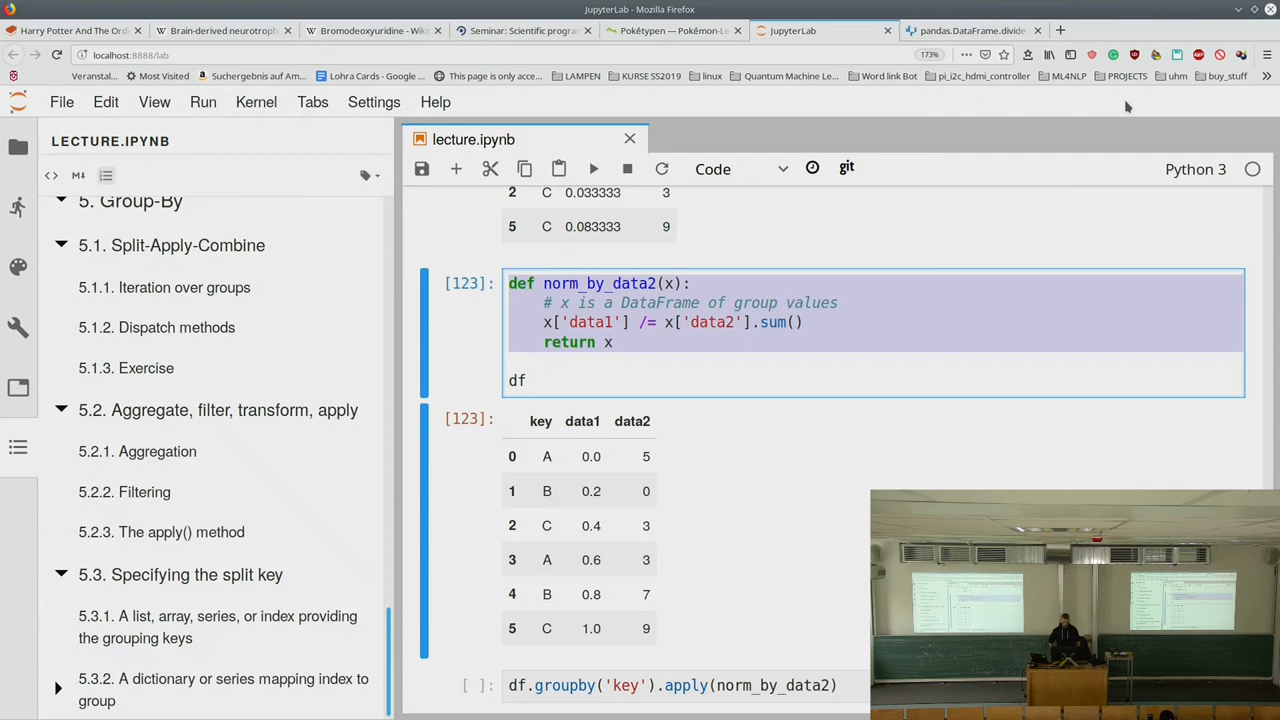 JupyterLab - Mozilla Firefox
Harry Potter And The Ord
Brain-derived neurotroph
Bromodeoxyuridine - Wiki
Seminar: Scientific program
Pokétypen — Pokémon-Le
JupyterLab
pandas.DataFrame.divide
localhost:8888/lab
173%
Veranstal...
Most Visited
Suchergebnis auf Am...
Lohra Cards - Google ...
This page is only acce...
LAMPEN
KURSE SS2019
linux
Quantum Machine Le...
Word link Bot
pi_i2c_hdmi_controller
ML4NLP
PROJECTS
uhm
buy_stuff
File Edit View Run Kernel Tabs Settings Help
LECTURE.IPYNB
5. Group-By
5.1. Split-Apply-Combine
5.1.1. Iteration over groups
5.1.2. Dispatch methods
5.1.3. Exercise
5.2. Aggregate, filter, transform, apply
5.2.1. Aggregation
5.2.2. Filtering
5.2.3. The apply() method
5.3. Specifying the split key
5.3.1. A list, array, series, or index providing
the grouping keys
5.3.2. A dictionary or series mapping index to
group
lecture.ipynb
Code
git
Python 3
2 C 0.033333 3
5 C 0.083333 9
[123]: def norm_by_data2(x):
# x is a DataFrame of group values
x['data1'] /= x['data2'].sum()
return x
df
[123]: key data1 data2
0 A 0.0 5
1 B 0.2 0
2 C 0.4 3
3 A 0.6 3
4 B 0.8 7
5 C 1.0 9
[ ]: df.groupby('key').apply(norm_by_data2)